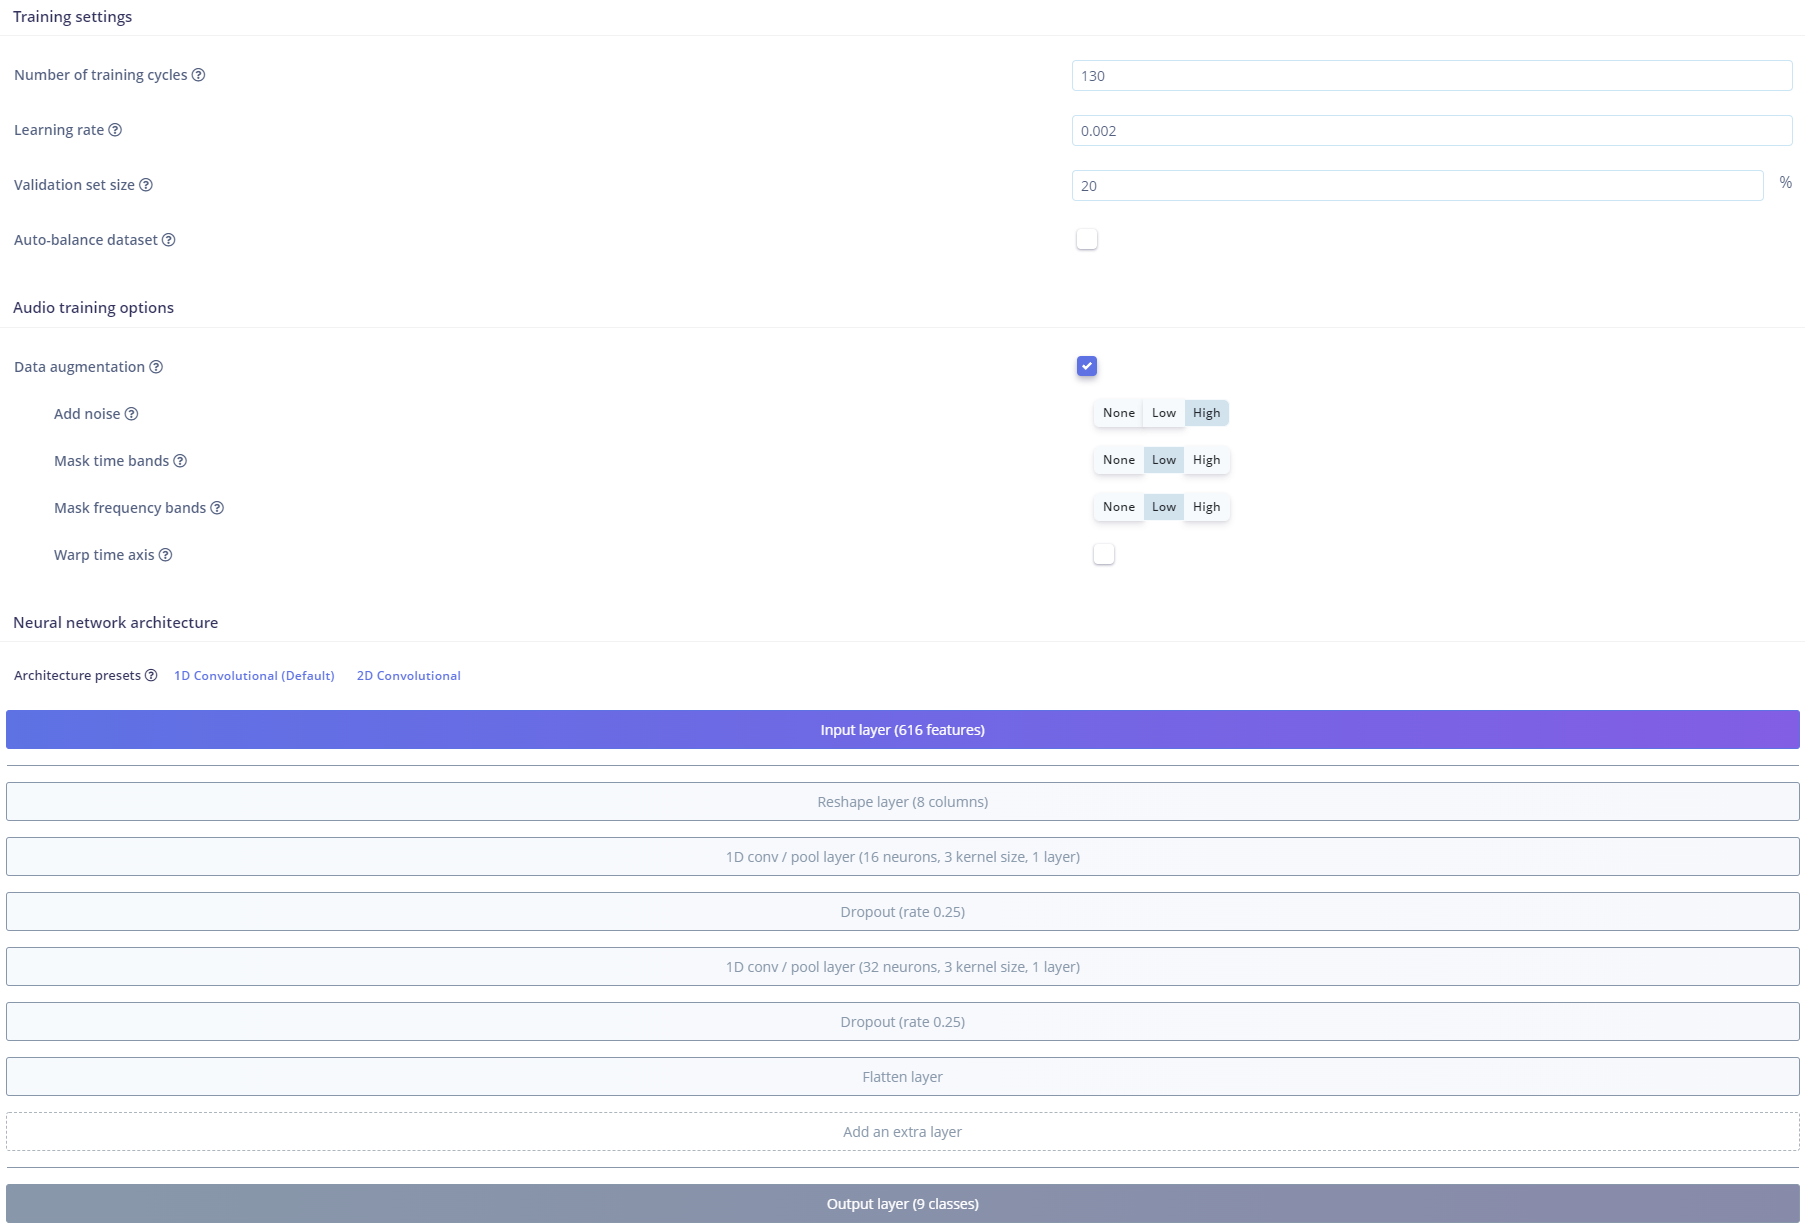 Training settings
Number of training cycles
130
Learning rate
0.002
Validation set size
20 %
Auto-balance dataset
Audio training options
Data augmentation
Add noise
None Low High
Mask time bands
None Low High
Mask frequency bands
None Low High
Warp time axis
Neural network architecture
Architecture presets 1D Convolutional (Default) 2D Convolutional
Input layer (616 features)
Reshape layer (8 columns)
1D conv / pool layer (16 neurons, 3 kernel size, 1 layer)
Dropout (rate 0.25)
1D conv / pool layer (32 neurons, 3 kernel size, 1 layer)
Dropout (rate 0.25)
Flatten layer
Add an extra layer
Output layer (9 classes)